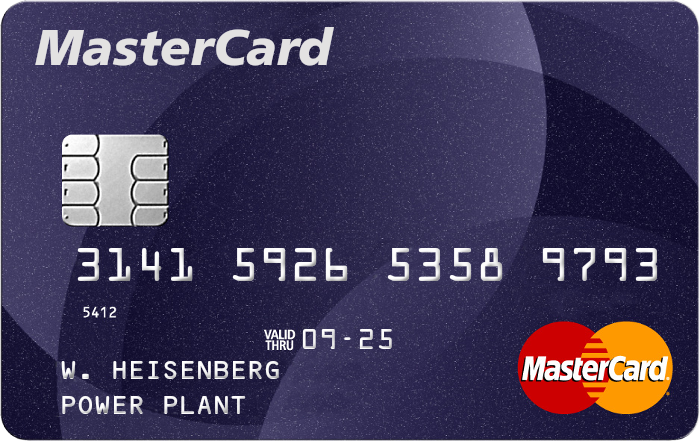 MasterCard
3141 5926 5358 9793
5412
VALID THRU 09-25
W. HEISENBERG
POWER PLANT
MasterCard